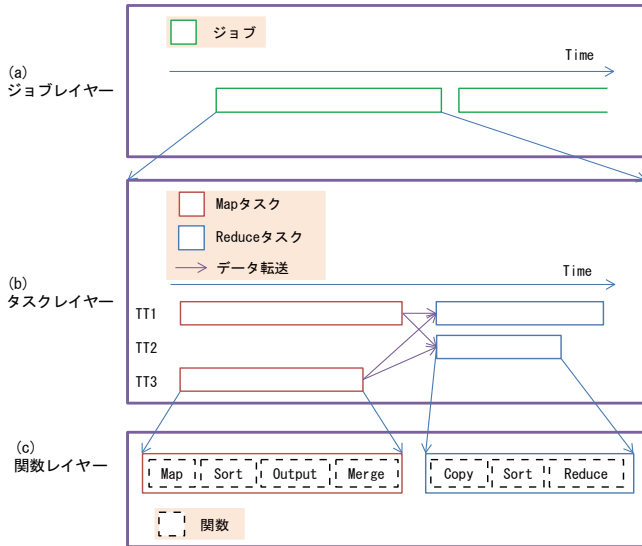 ジョブ
Time
(a)
ジョブレイヤー
Mapタスク
Reduceタスク
データ転送
Time
(b)
タスクレイヤー
TT1
TT2
TT3
(c)
関数レイヤー
Map Sort Output Merge Copy Sort Reduce
関数